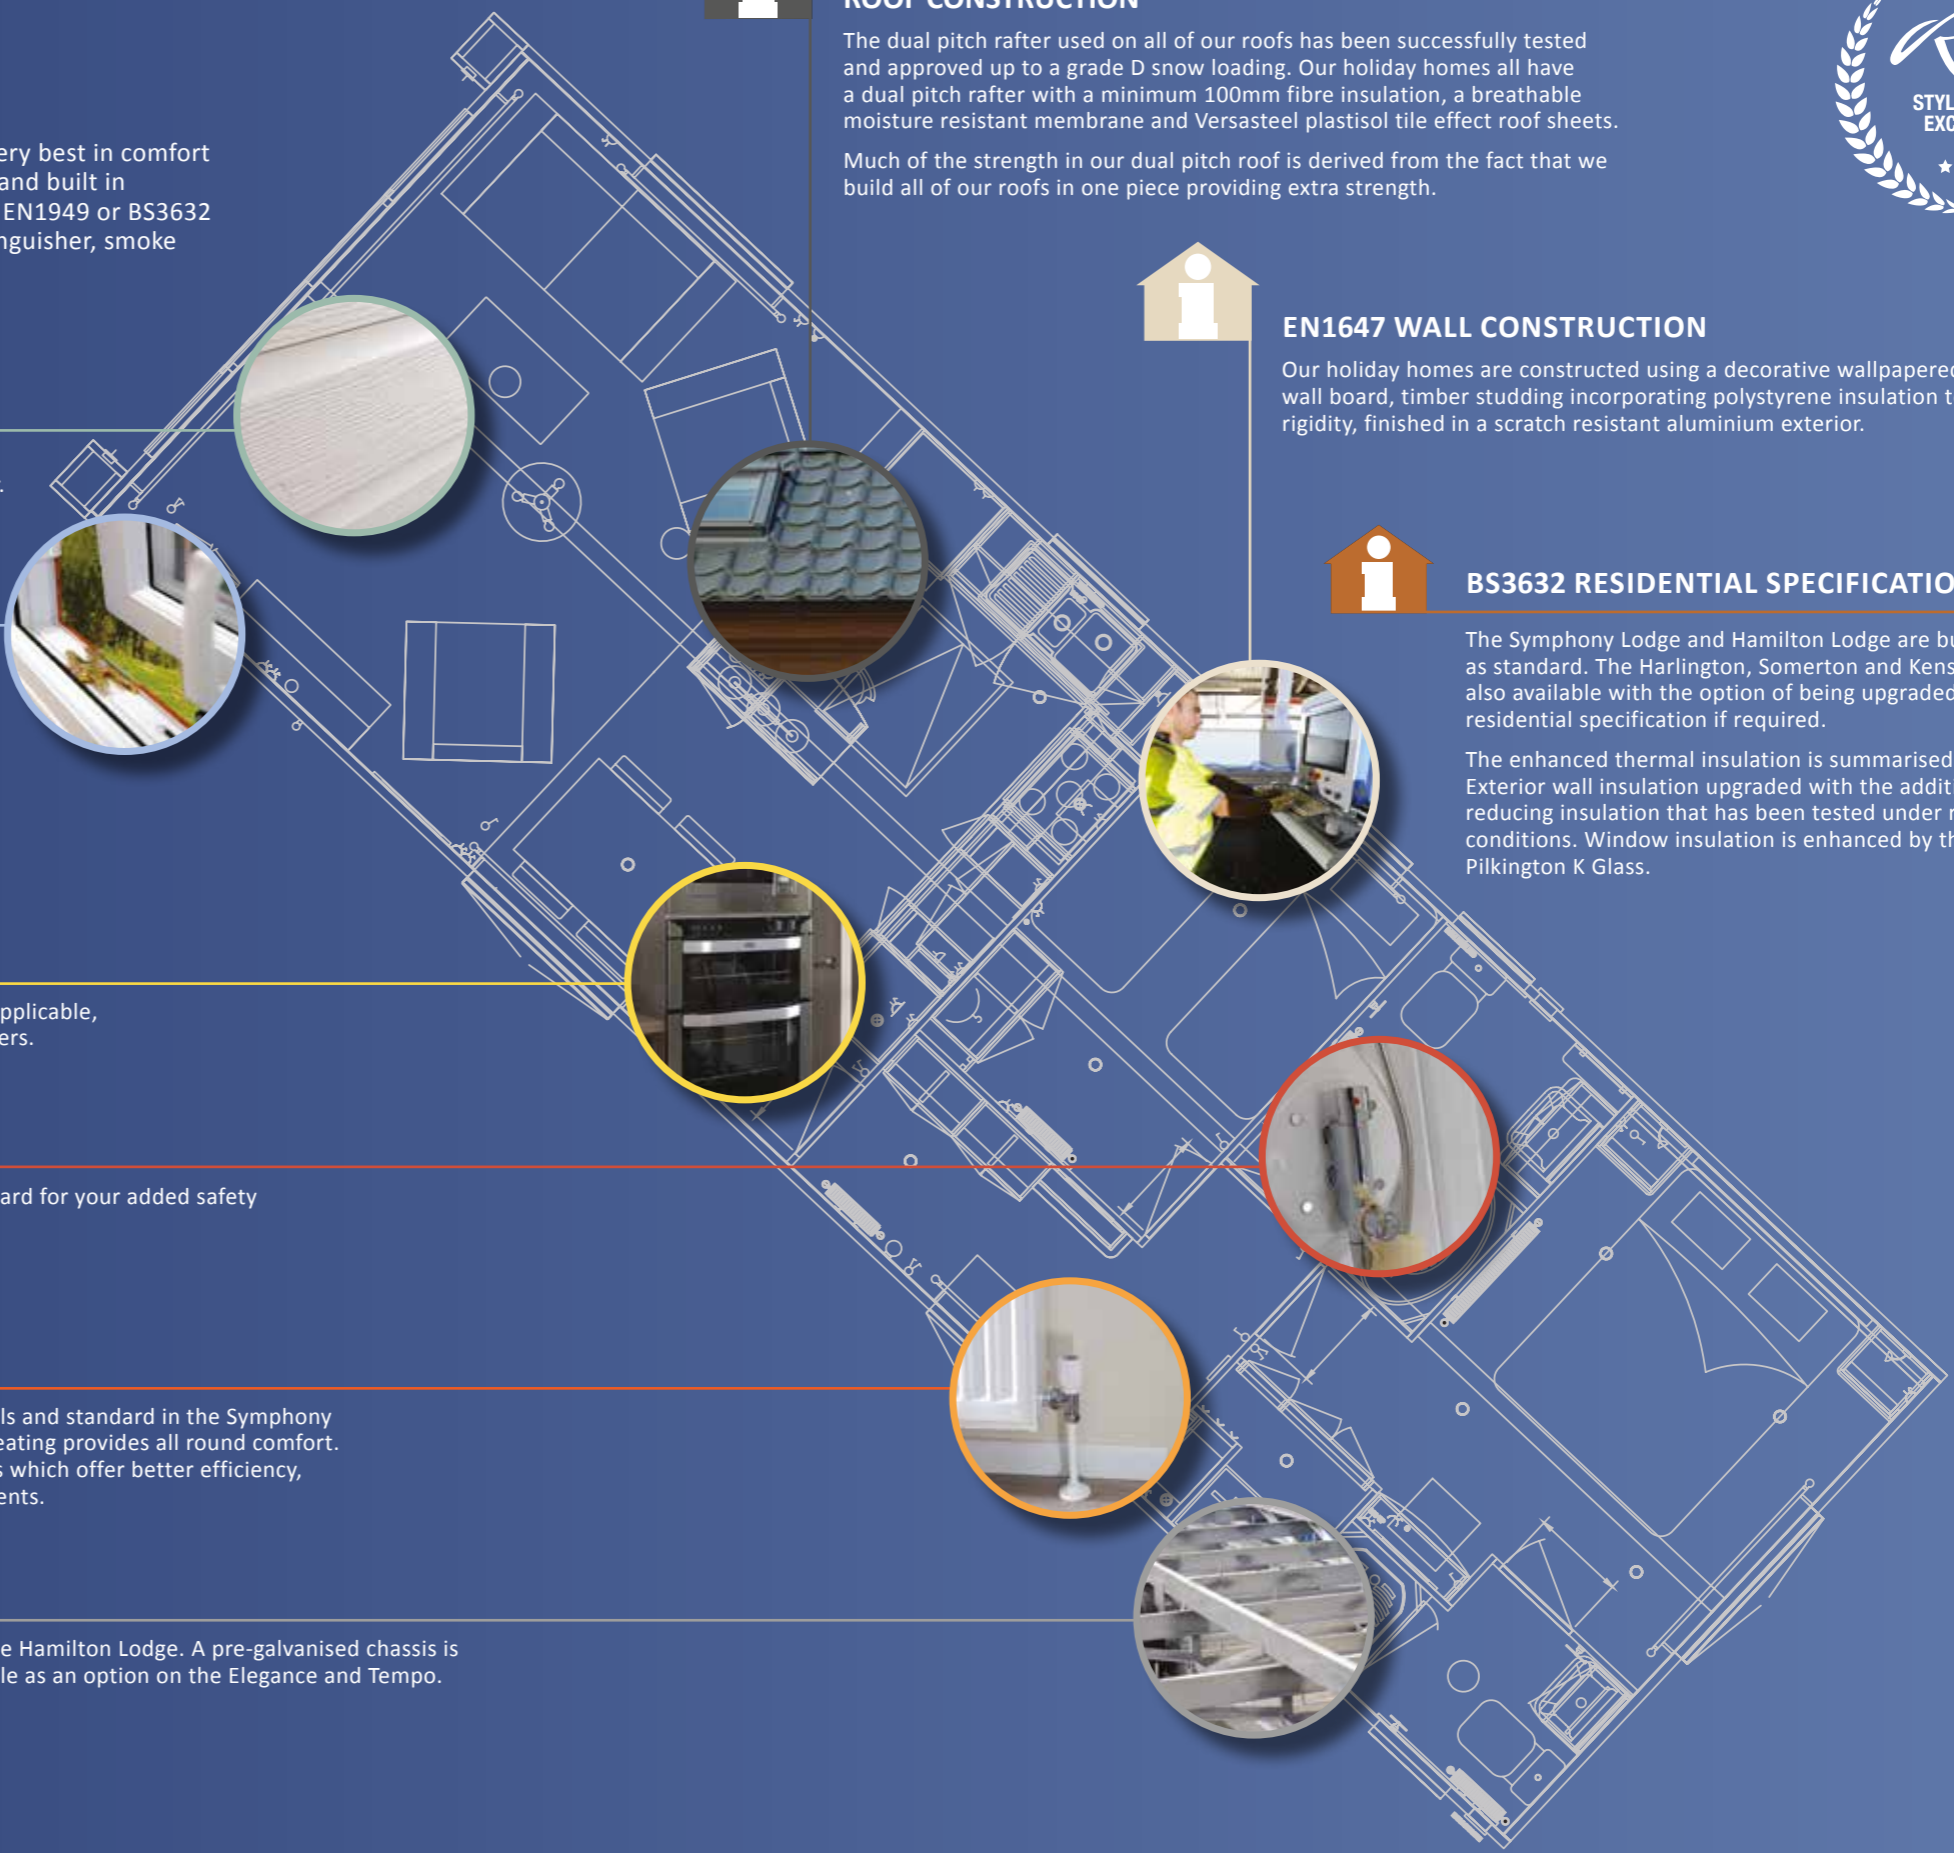 ROOF CONSTRUCTION
The dual pitch rafter used on all of our roofs has been successfully tested
and approved up to a grade D snow loading. Our holiday homes all have
a dual pitch rafter with a minimum 100mm fibre insulation, a breathable
moisture resistant membrane and Versasteel plastisol tile effect roof sheets.
Much of the strength in our dual pitch roof is derived from the fact that we
build all of our roofs in one piece providing extra strength.
STYL
EXC
ery best in comfort
and built in
EN1949 or BS3632
nguisher, smoke
EN1647 WALL CONSTRUCTION
Our holiday homes are constructed using a decorative wallpapered
wall board, timber studding incorporating polystyrene insulation t
rigidity, finished in a scratch resistant aluminium exterior.
BS3632 RESIDENTIAL SPECIFICATIO
The Symphony Lodge and Hamilton Lodge are bu
as standard. The Harlington, Somerton and Kens
also available with the option of being upgraded
residential specification if required.
The enhanced thermal insulation is summarised
Exterior wall insulation upgraded with the addit
reducing insulation that has been tested under r
conditions. Window insulation is enhanced by th
Pilkington K Glass.
pplicable,
ers.
ard for your added safety
ls and standard in the Symphony
eating provides all round comfort.
s which offer better efficiency,
ents.
e Hamilton Lodge. A pre-galvanised chassis is
le as an option on the Elegance and Tempo.